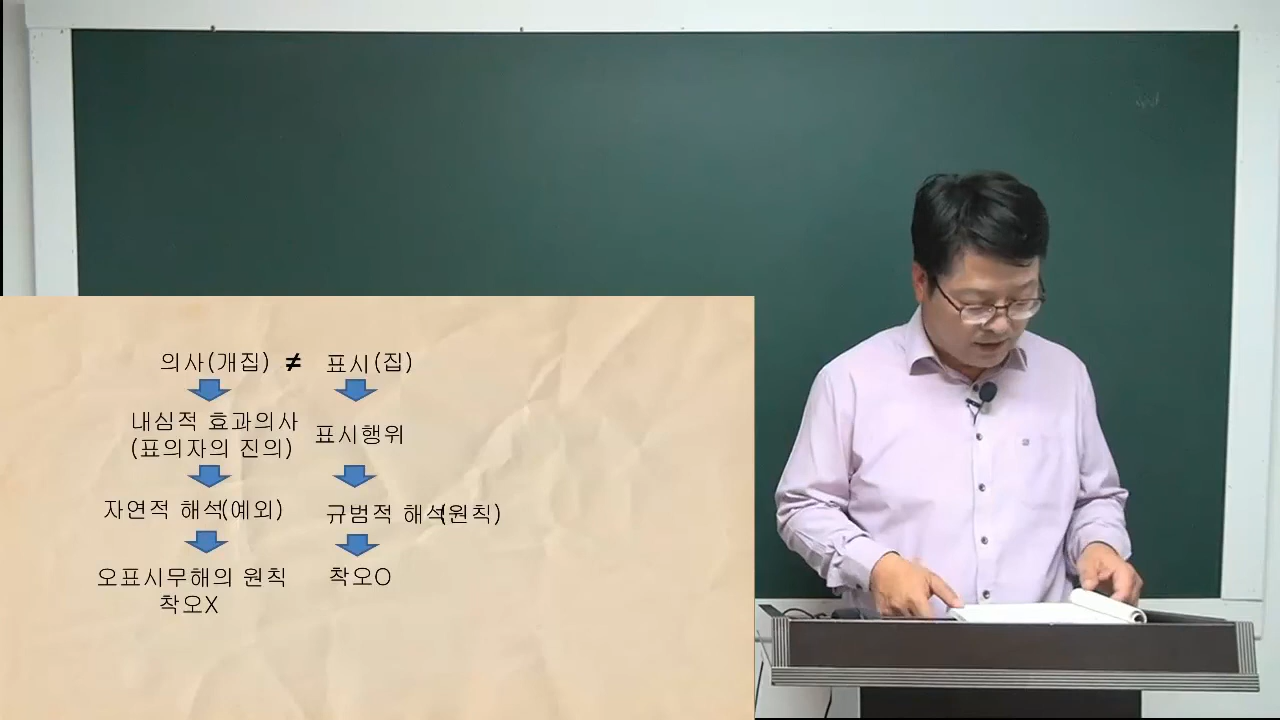 의사(개집) ≠ 표시(집)
내심적 효과의사
(표의자의 진의)
표시행위
자연적 해석(예외)
규범적 해석(원칙)
오표시무해의 원칙
착오X
착오O